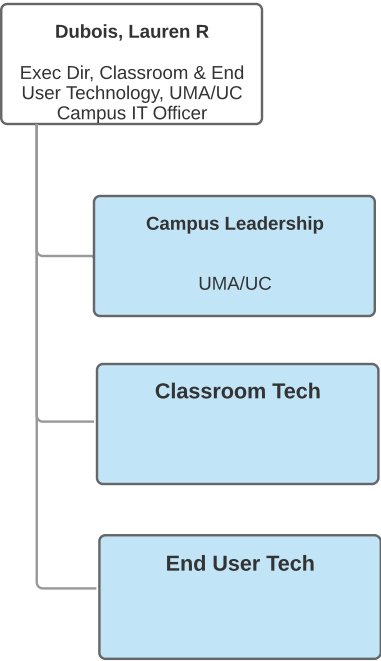 Dubois, Lauren R
Exec Dir, Classroom & End
User Technology, UMA/UC
Campus IT Officer
Campus Leadership
UMA/UC
Classroom Tech
End User Tech